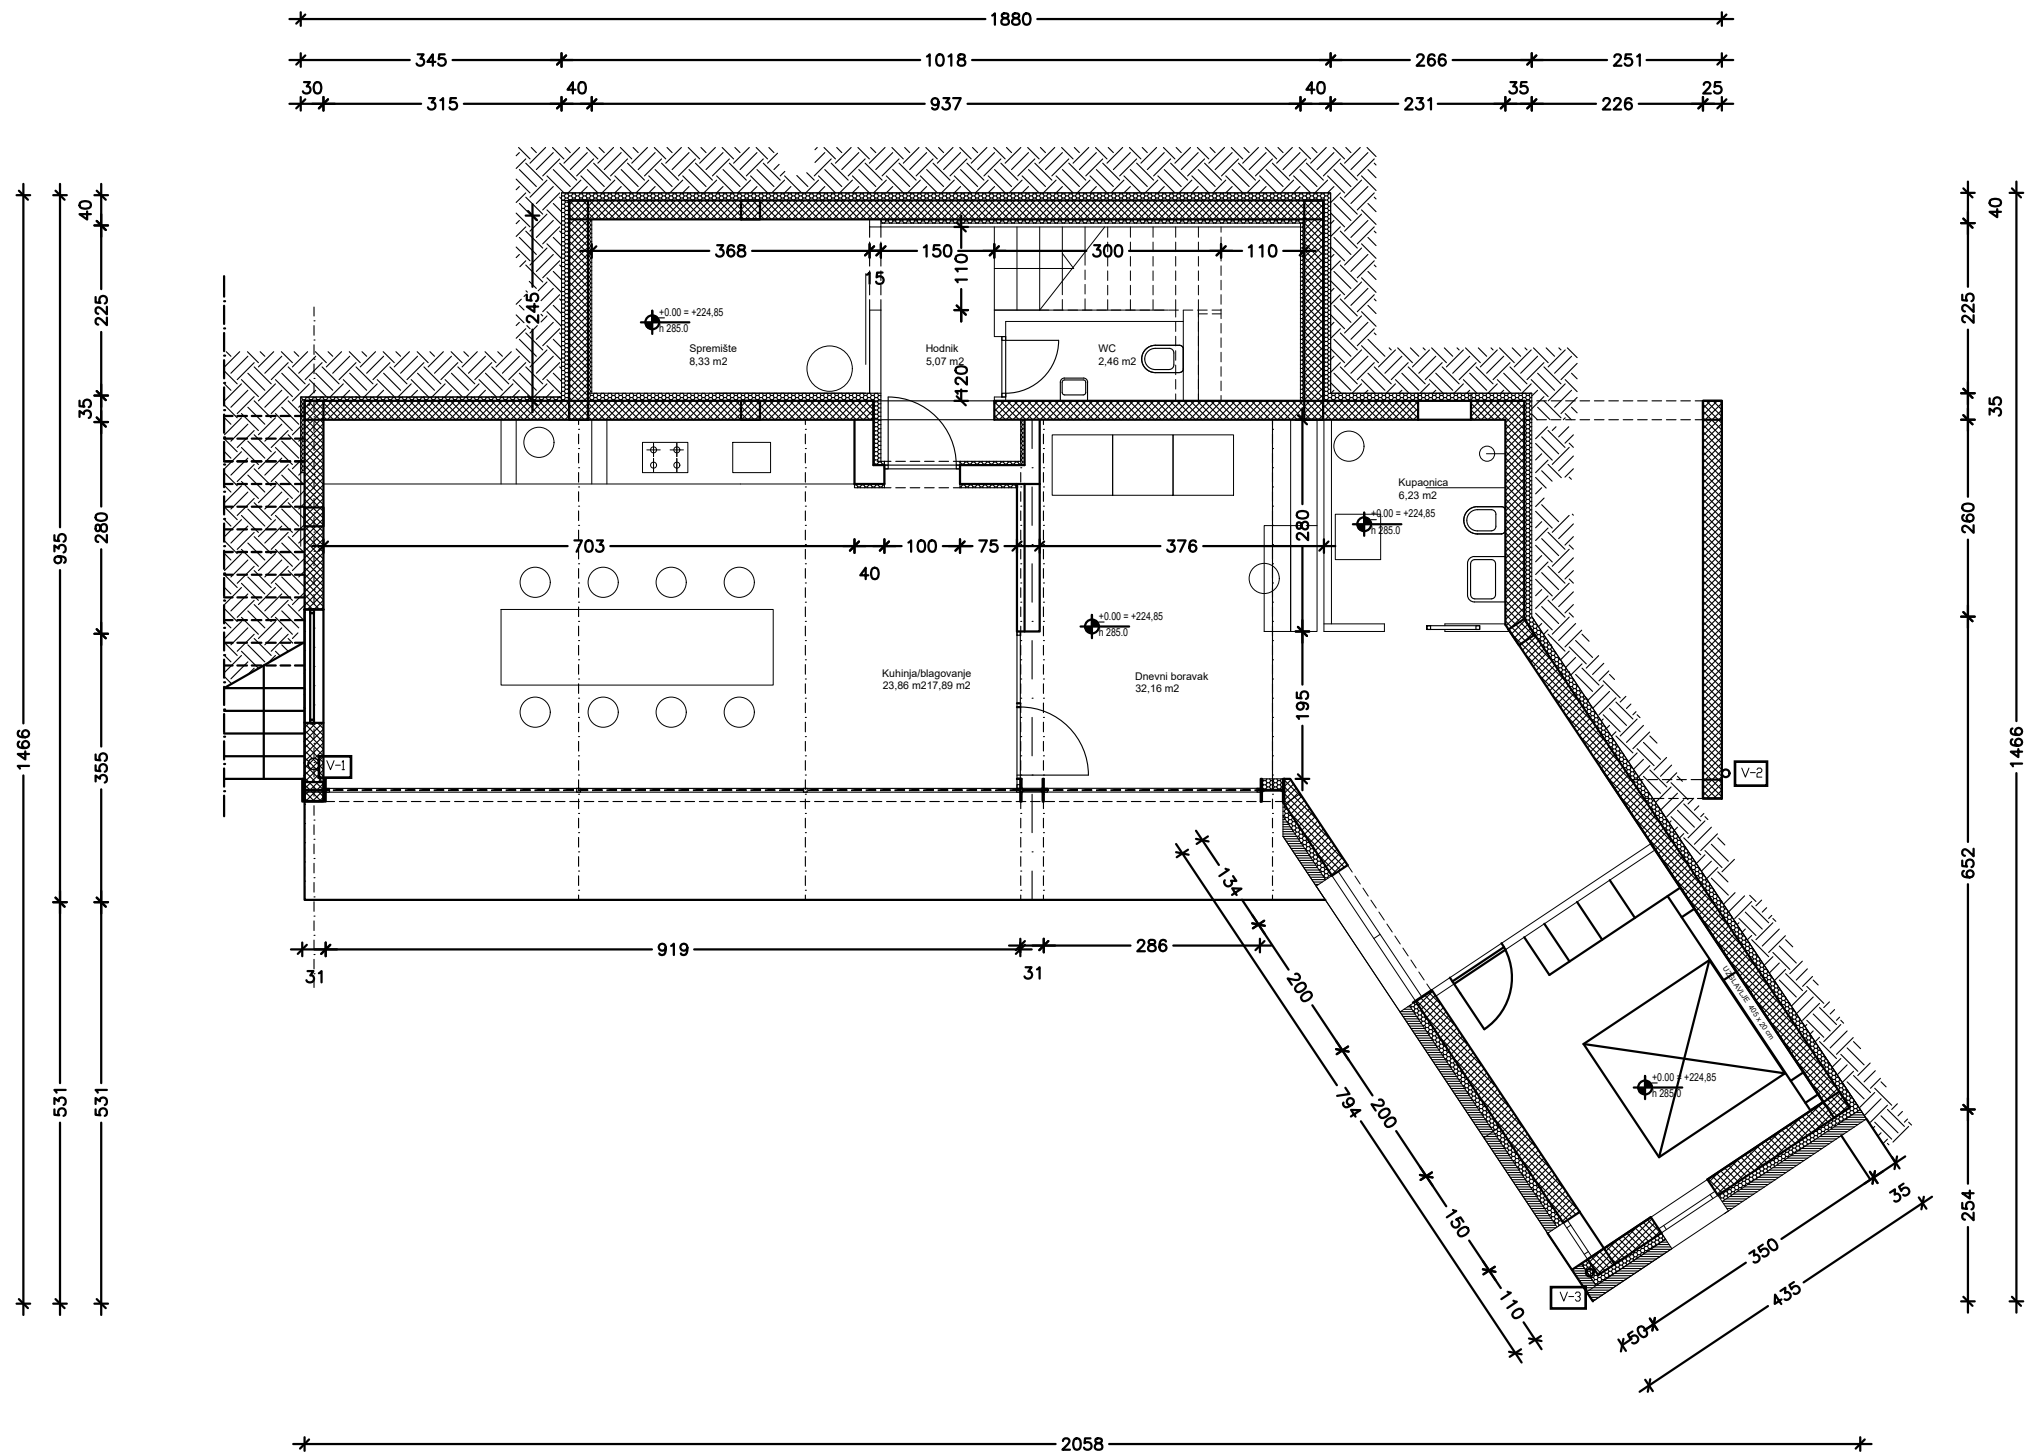 1880
345 1018 266 251
30 315 40 937 40 231 35 226 25
1466
935
531
40
225
35
280
355
531
40
225
35
260
652
254
1466
368 150 300 110
15
110
245
120
+0.00 = +224,85
h 285.0
Spremište
8,33 m2
Hodnik
5,07 m2
WC
2,46 m2
Kupaonica
6,23 m2
+0.00 = +224,85
h 285.0
280
703 100 75 376
40
+0.00 = +224,85
h 285.0
Kuhinja/blagovanje
23,86 m217,89 m2
Dnevni boravak
32,16 m2
195
V-1
V-2
919 286
31 31
134
200
200
150
110
794
UZGLAVLJE 405 x 20 cm
+0.00 = +224,85
h 285.0
V-3
35
350
50
435
2058